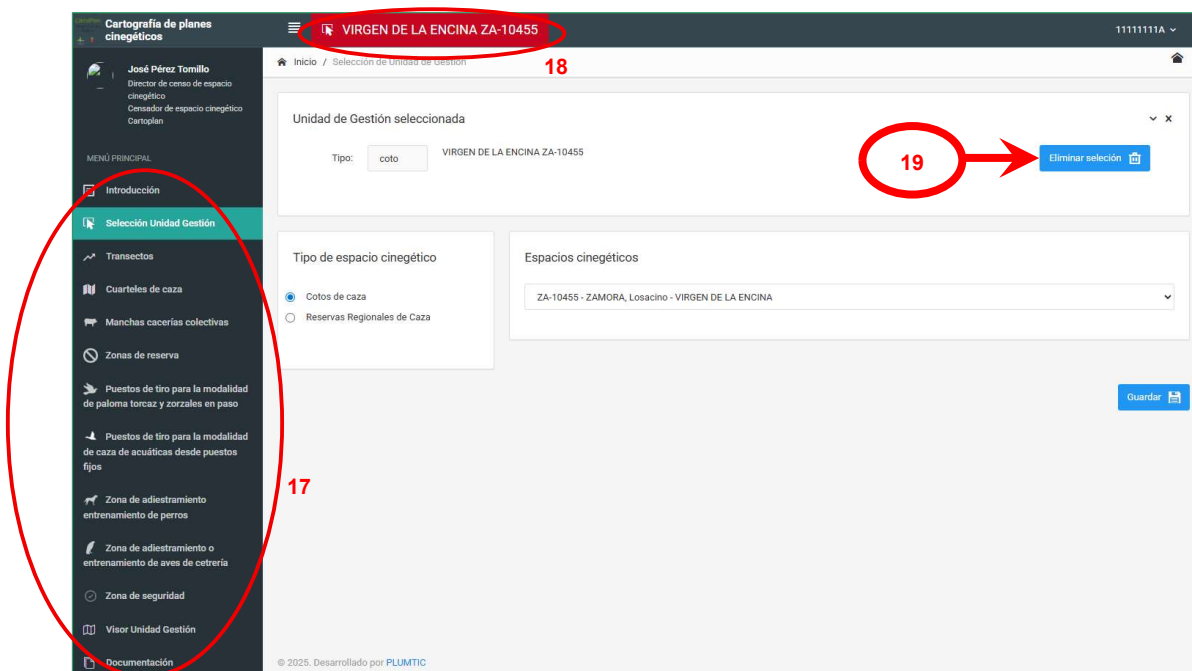 Cartografía de planes
cinegéticos
VIRGEN DE LA ENCINA ZA-10455
11111111A
José Pérez Tomillo
Director de censo de espacio
cinegético
Censador de espacio cinegético
Cartoplan
Inicio / Selección de Unidad de Gestión
18
Unidad de Gestión seleccionada
Tipo:
coto
VIRGEN DE LA ENCINA ZA-10455
19
Eliminar seleción
MENÚ PRINCIPAL
Introducción
Selección Unidad Gestión
Transectos
Cuarteles de caza
Manchas cacerías colectivas
Zonas de reserva
Puestos de tiro para la modalidad
de paloma torcaz y zorzales en paso
Puestos de tiro para la modalidad
de caza de acuáticas desde puestos
fijos
Zona de adiestramiento
entrenamiento de perros
Zona de adiestramiento o
entrenamiento de aves de cetrería
Zona de seguridad
Visor Unidad Gestión
Documentación
17
Tipo de espacio cinegético
Cotos de caza
Reservas Regionales de Caza
Espacios cinegéticos
ZA-10455 - ZAMORA, Losacino - VIRGEN DE LA ENCINA
Guardar
© 2025. Desarrollado por PLUMTIC